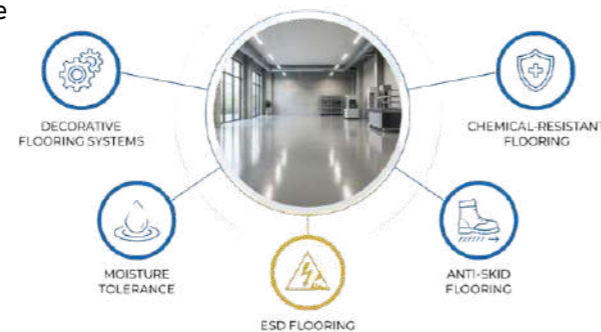 e
DECORATIVE
FLOORING SYSTEMS
CHEMICAL-RESISTANT
FLOORING
MOISTURE
TOLERANCE
ANTI-SKID
FLOORING
ESD FLOORING